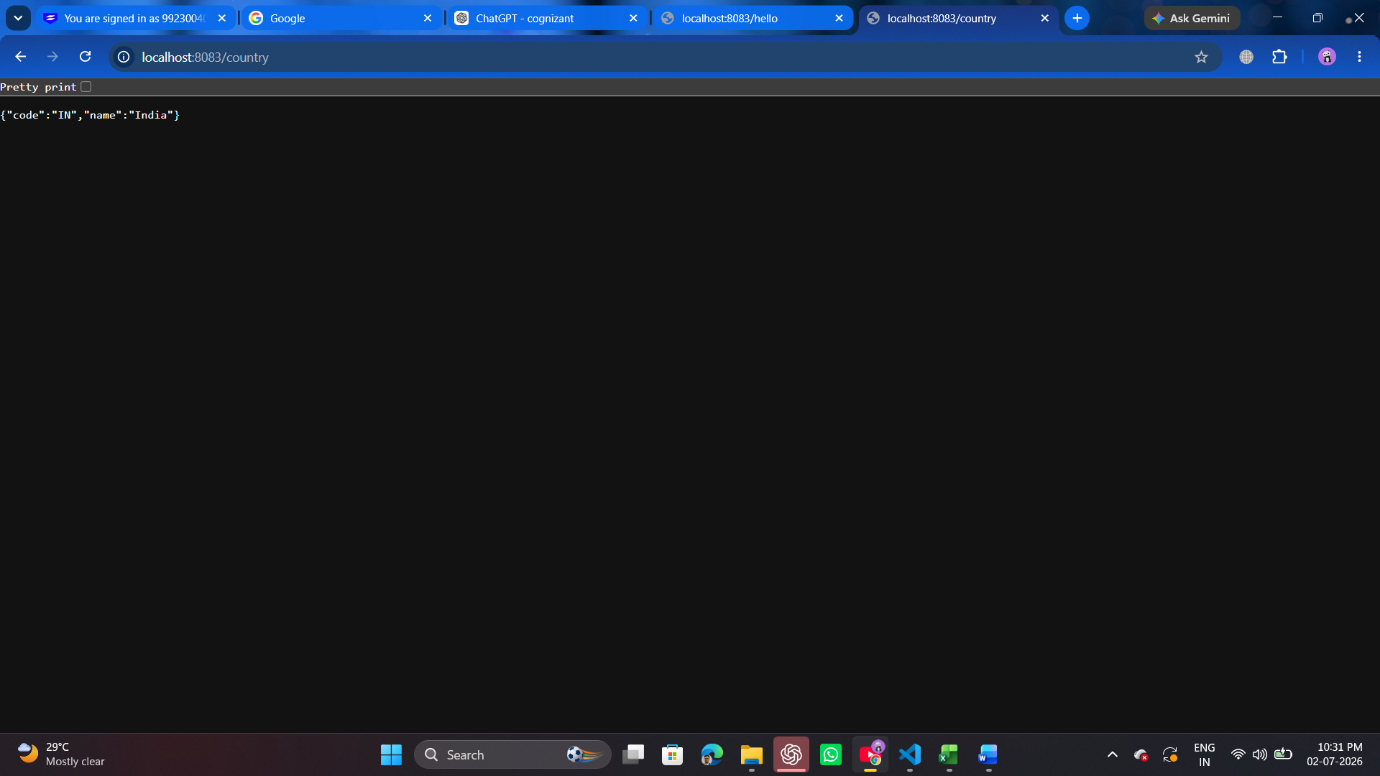 You are signed in as 9923004
Google
ChatGPT - cognizant
localhost:8083/hello
localhost:8083/country
Ask Gemini
localhost:8083/country
Pretty print
{"code":"IN","name":"India"}
29°C
Mostly clear
Search
ENG
IN
10:31 PM
02-07-2026